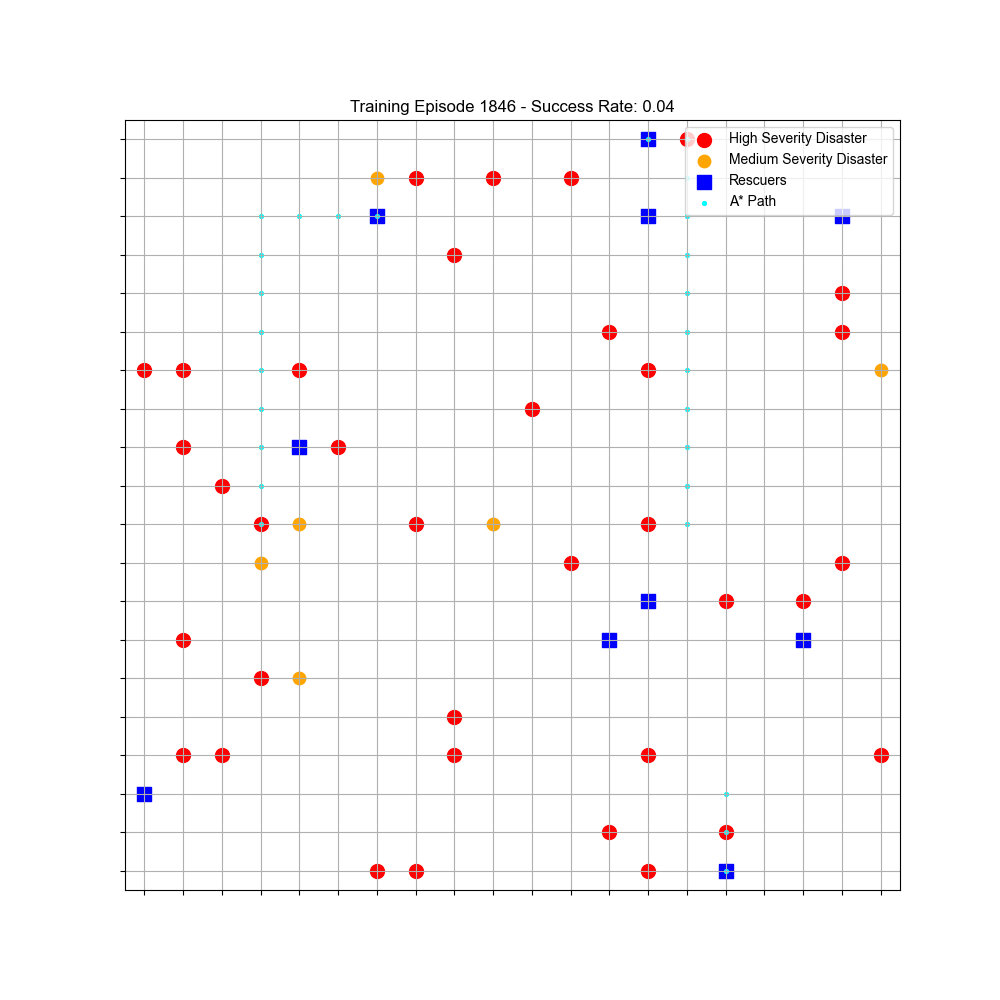 Training Episode 1846 - Success Rate: 0.04
High Severity Disaster
Medium Severity Disaster
Rescuers
A* Path